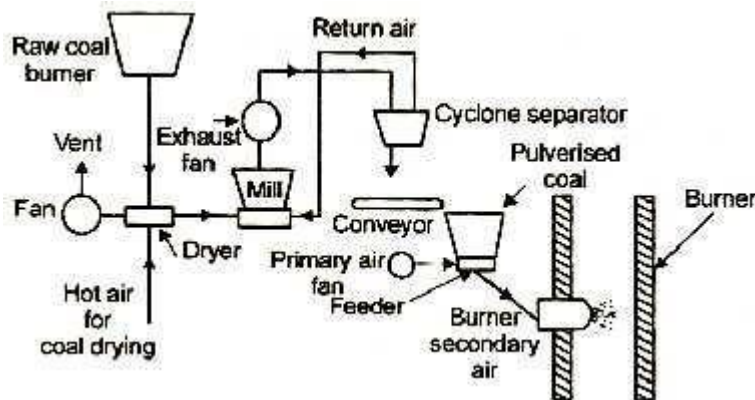 Raw coal
burner
Return air
Vent
Exhaust
fan
Cyclone separator
Pulverised
coal
Mill
Fan
Dryer
Conveyor
Burner
Primary air
fan
Feeder
Hot air
for
coal drying
Burner
secondary
air